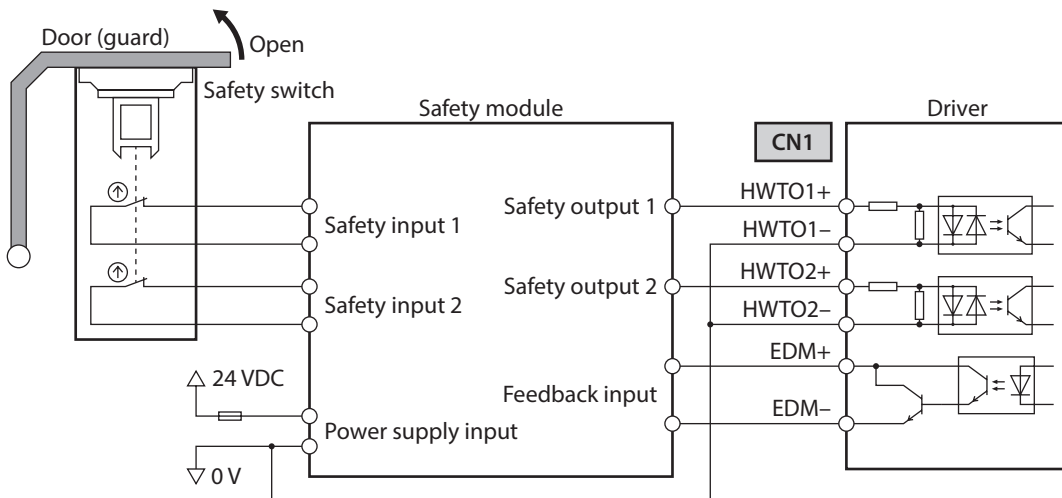 Door (guard)
Open
Safety switch
Safety module
Driver
CN1
HWTO1+
Safety output 1
Safety input 1
HWTO1−
HWTO2+
Safety output 2
Safety input 2
HWTO2−
EDM+
24 VDC
Feedback input
EDM−
Power supply input
0 V